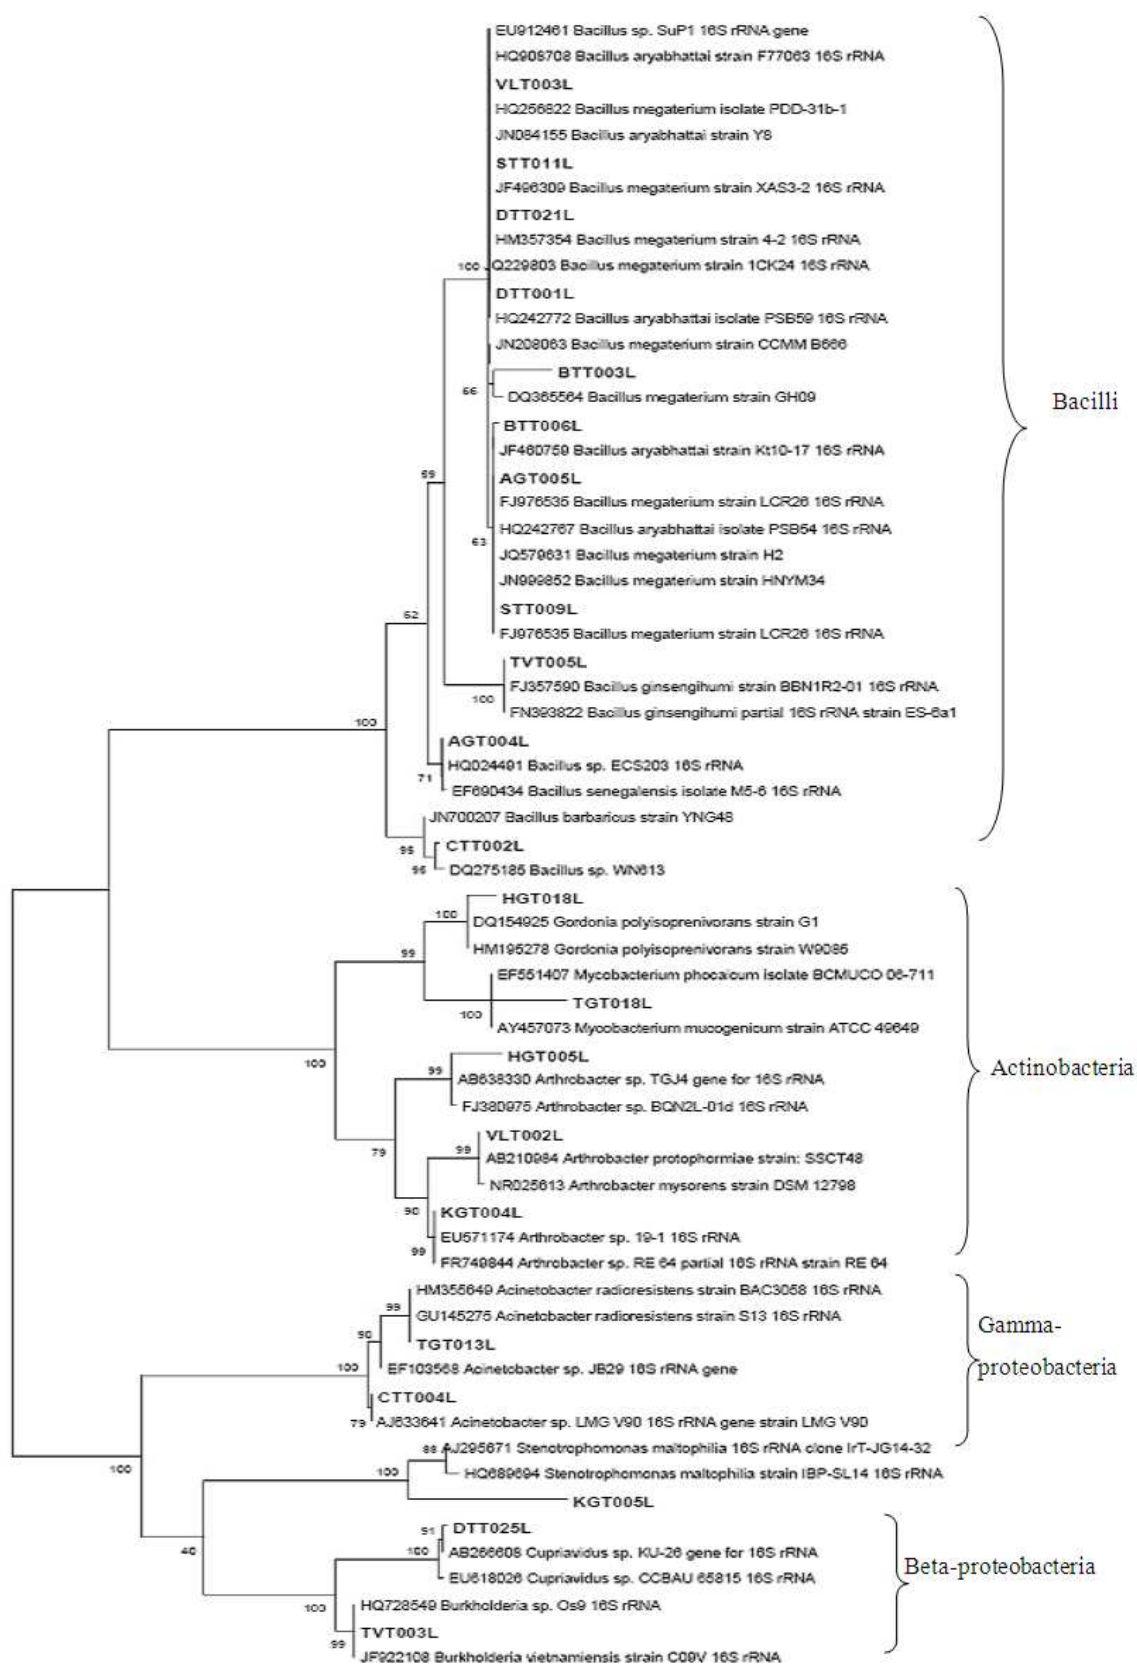 EU912461 Bacillus sp. SuP1 16S rRNA gene
HQ908708 Bacillus aryabhattai strain F77063 16S rRNA
VLT003L
HQ256822 Bacillus megaterium isolate PDD-31b-1
JN084155 Bacillus aryabhattai strain Y8
STT011L
JF496309 Bacillus megaterium strain XAS3-2 16S rRNA
DTT021L
HM357354 Bacillus megaterium strain 4-2 16S rRNA
100 Q229803 Bacillus megaterium strain 1CK24 16S rRNA
DTT001L
HQ242772 Bacillus aryabhattai isolate PSB59 16S rRNA
JN208063 Bacillus megaterium strain CCMM B666
BTT003L
66
DQ365564 Bacillus megaterium strain GH09
Bacilli
BTT006L
JF460759 Bacillus aryabhattai strain Kt10-17 16S rRNA
59
AGT005L
FJ976535 Bacillus megaterium strain LCR26 16S rRNA
HQ242767 Bacillus aryabhattai isolate PSB54 16S rRNA
63
JQ579631 Bacillus megaterium strain H2
JN999852 Bacillus megaterium strain HNYM34
STT009L
62
FJ976535 Bacillus megaterium strain LCR26 16S rRNA
TVT005L
FJ357590 Bacillus ginsengihumi strain BBN1R2-01 16S rRNA
100
FN393822 Bacillus ginsengihumi partial 16S rRNA strain ES-6a1
100
AGT004L
HQ024491 Bacillus sp. ECS203 16S rRNA
71
EF690434 Bacillus senegalensis isolate M5-6 16S rRNA
JN700207 Bacillus barbaricus strain YNG48
CTT002L
95
96 DQ275185 Bacillus sp. WN613
HGT018L
100
DQ154925 Gordonia polyisoprenivorans strain G1
HM195278 Gordonia polyisoprenivorans strain W9085
99
EF551407 Mycobacterium phocaicum isolate BCMUCO 06-711
TGT018L
100
AY457073 Mycobacterium mucogenicum strain ATCC 49649
HGT005L
100
Actinobacteria
99
AB638330 Arthrobacter sp. TGJ4 gene for 16S rRNA
FJ380975 Arthrobacter sp. BQN2L-01d 16S rRNA
VLT002L
79
99
AB210984 Arthrobacter protophormiae strain: SSCT48
NR025613 Arthrobacter mysorens strain DSM 12798
90
KGT004L
EU571174 Arthrobacter sp. 19-1 16S rRNA
99
FR749844 Arthrobacter sp. RE 64 partial 16S rRNA strain RE 64
HM355649 Acinetobacter radioresistens strain BAC3058 16S rRNA
99
GU145275 Acinetobacter radioresistens strain S13 16S rRNA
Gamma-
proteobacteria
90
TGT013L
100
EF103568 Acinetobacter sp. JB29 16S rRNA gene
CTT004L
79 AJ633641 Acinetobacter sp. LMG V90 16S rRNA gene strain LMG V90
88 AJ295671 Stenotrophomonas maltophilia 16S rRNA clone IrT-JG14-32
100
100
HQ689694 Stenotrophomonas maltophilia strain IBP-SL14 16S rRNA
KGT005L
91
DTT025L
40
100
AB266608 Cupriavidus sp. KU-26 gene for 16S rRNA
Beta-proteobacteria
EU618026 Cupriavidus sp. CCBAU 65815 16S rRNA
100
HQ728549 Burkholderia sp. Os9 16S rRNA
TVT003L
99
JF922108 Burkholderia vietnamiensis strain C09V 16S rRNA